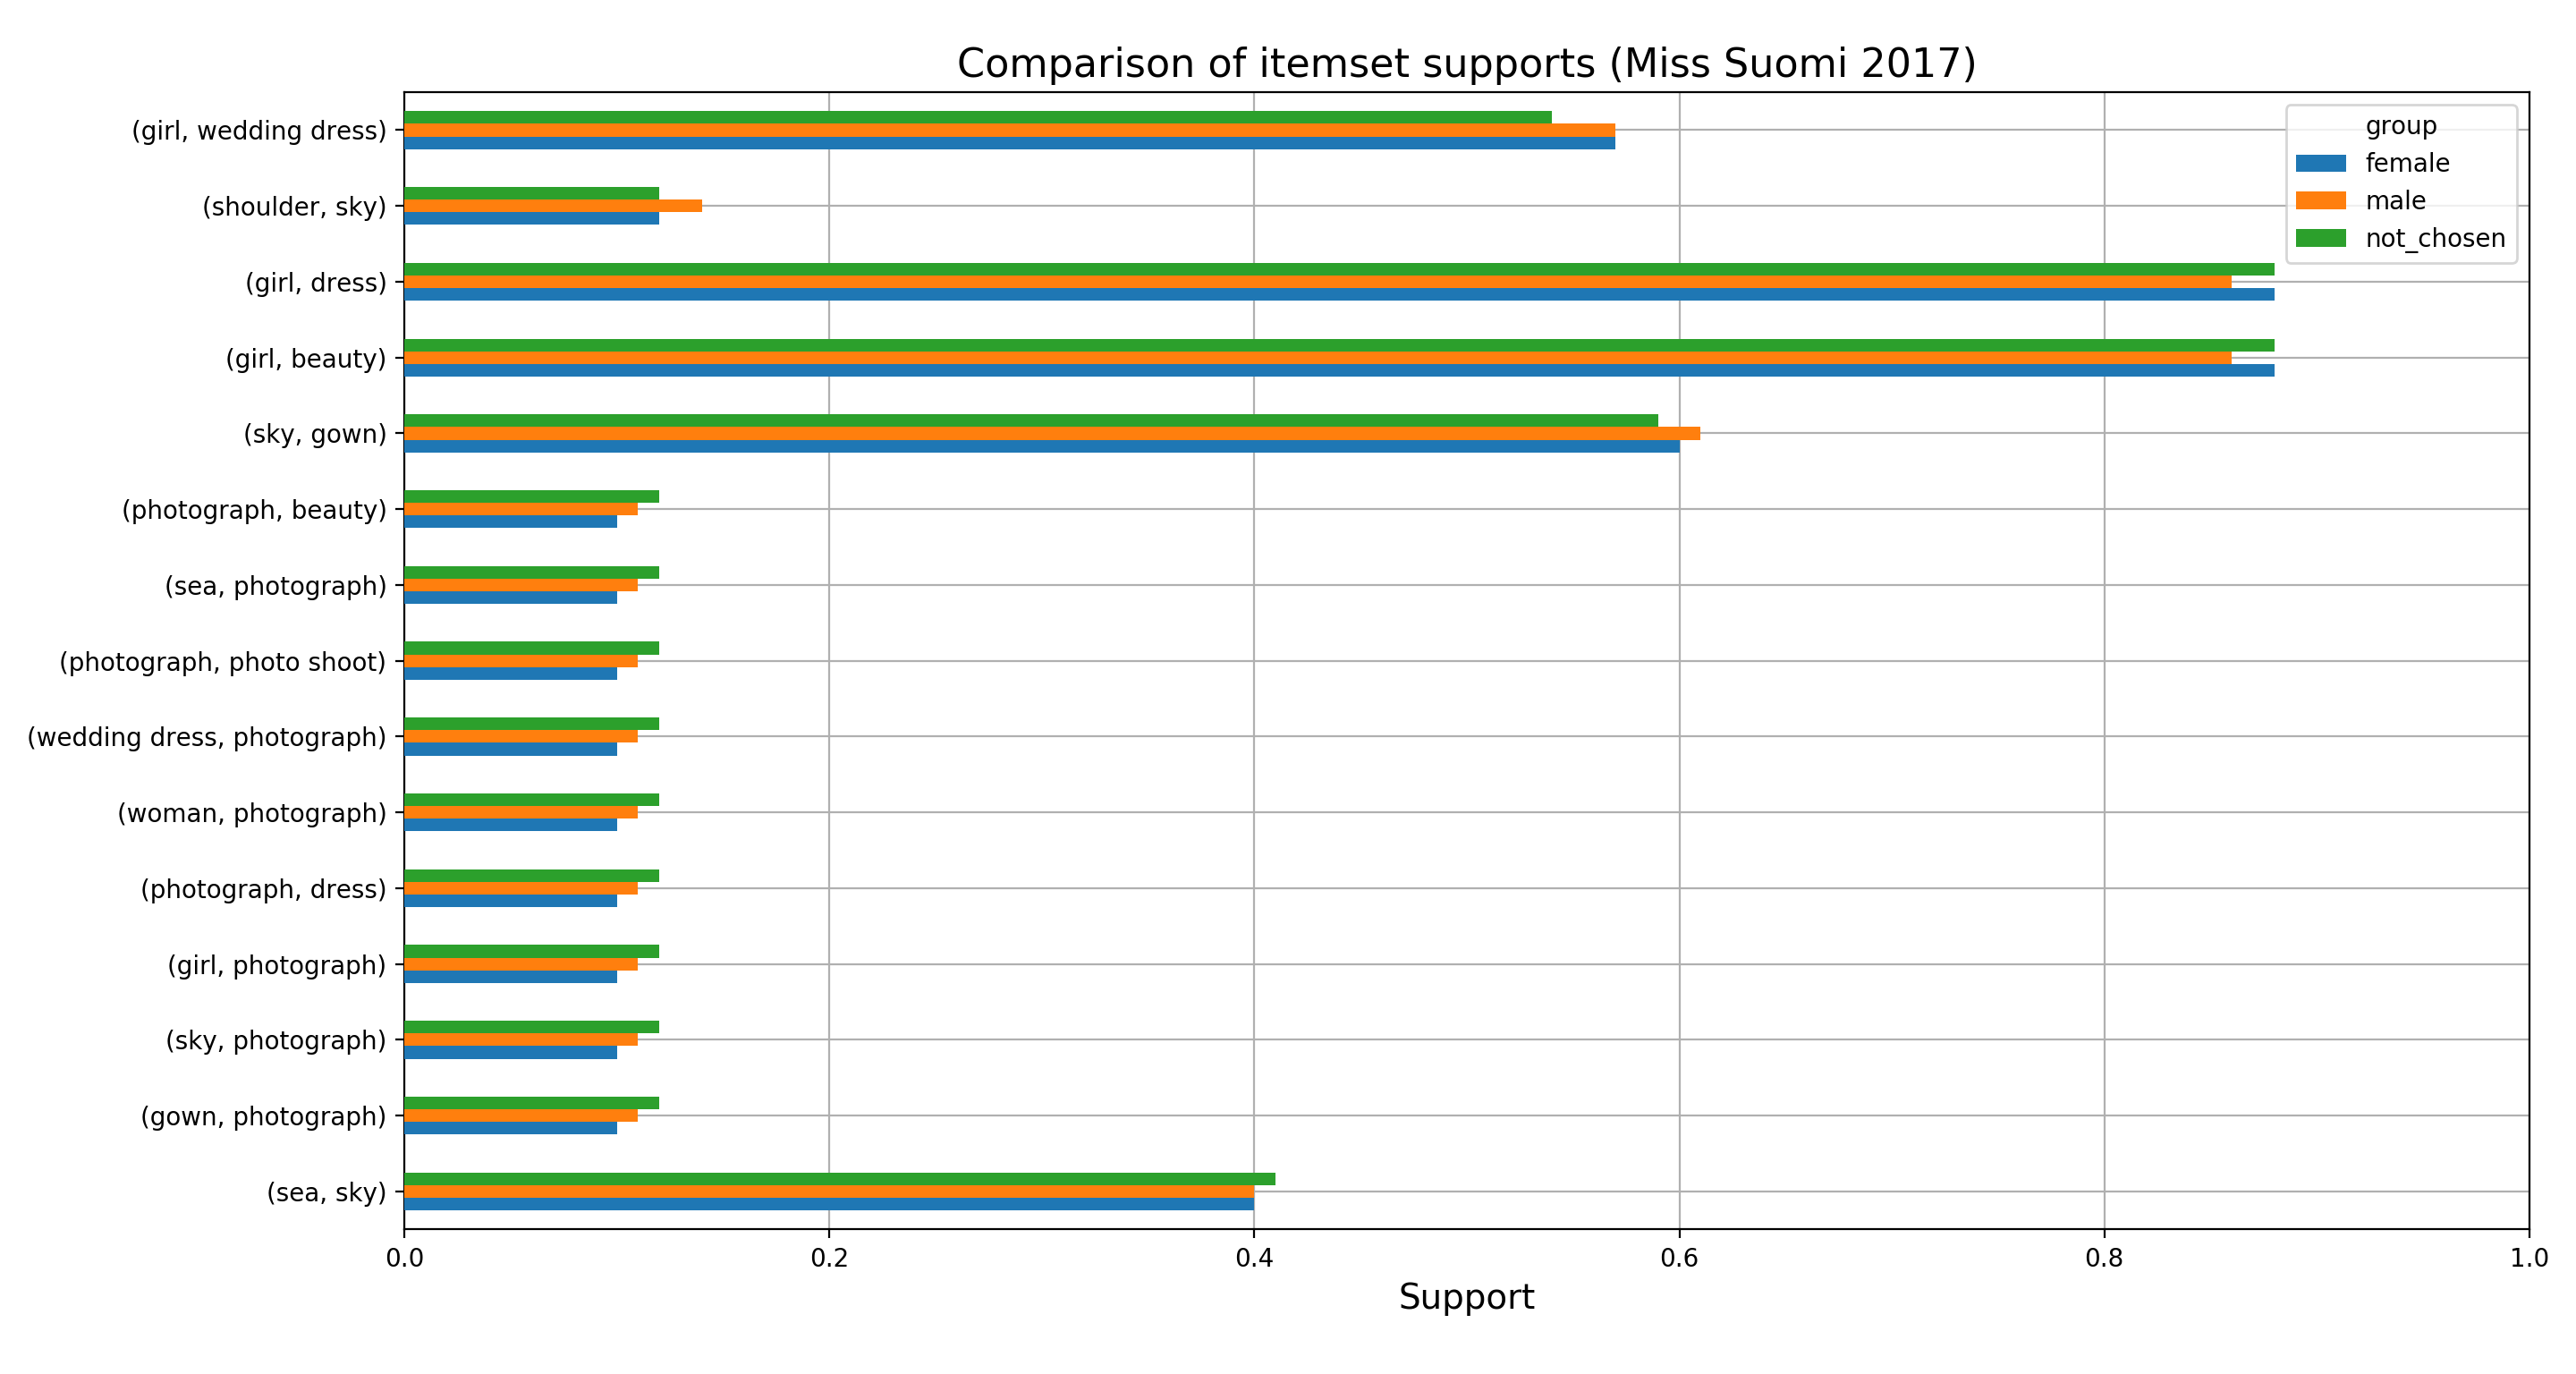 Comparison of itemset supports (Miss Suomi 2017)
group
female
male
not_chosen
(girl, wedding dress)
(shoulder, sky)
(girl, dress)
(girl, beauty)
(sky, gown)
(photograph, beauty)
(sea, photograph)
(photograph, photo shoot)
(wedding dress, photograph)
(woman, photograph)
(photograph, dress)
(girl, photograph)
(sky, photograph)
(gown, photograph)
(sea, sky)
0.0 0.2 0.4 0.6 0.8 1.0
Support